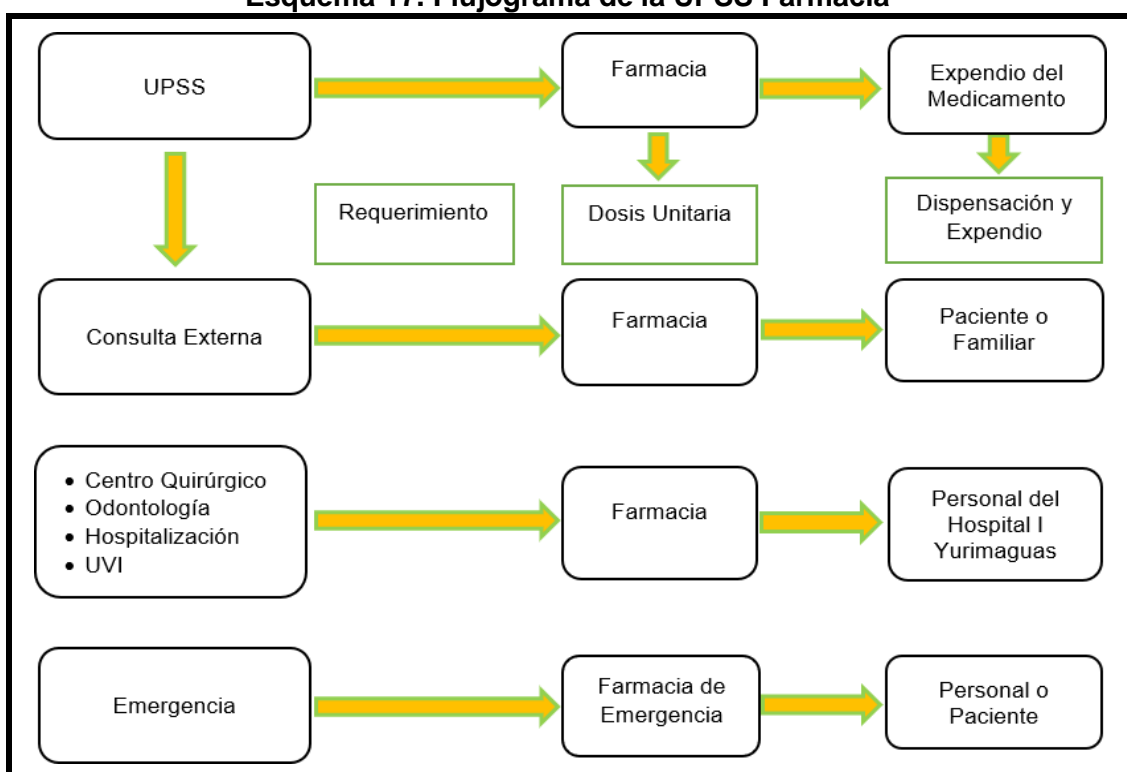 Esquema 17. Flujograma de la UPSS Farmacia
UPSS
Farmacia
Expendio del
Medicamento
Requerimiento
Dosis Unitaria
Dispensación y
Expendio
Consulta Externa
Farmacia
Paciente o
Familiar
• Centro Quirúrgico
• Odontología
• Hospitalización
• UVI
Farmacia
Personal del
Hospital I
Yurimaguas
Emergencia
Farmacia de
Emergencia
Personal o
Paciente